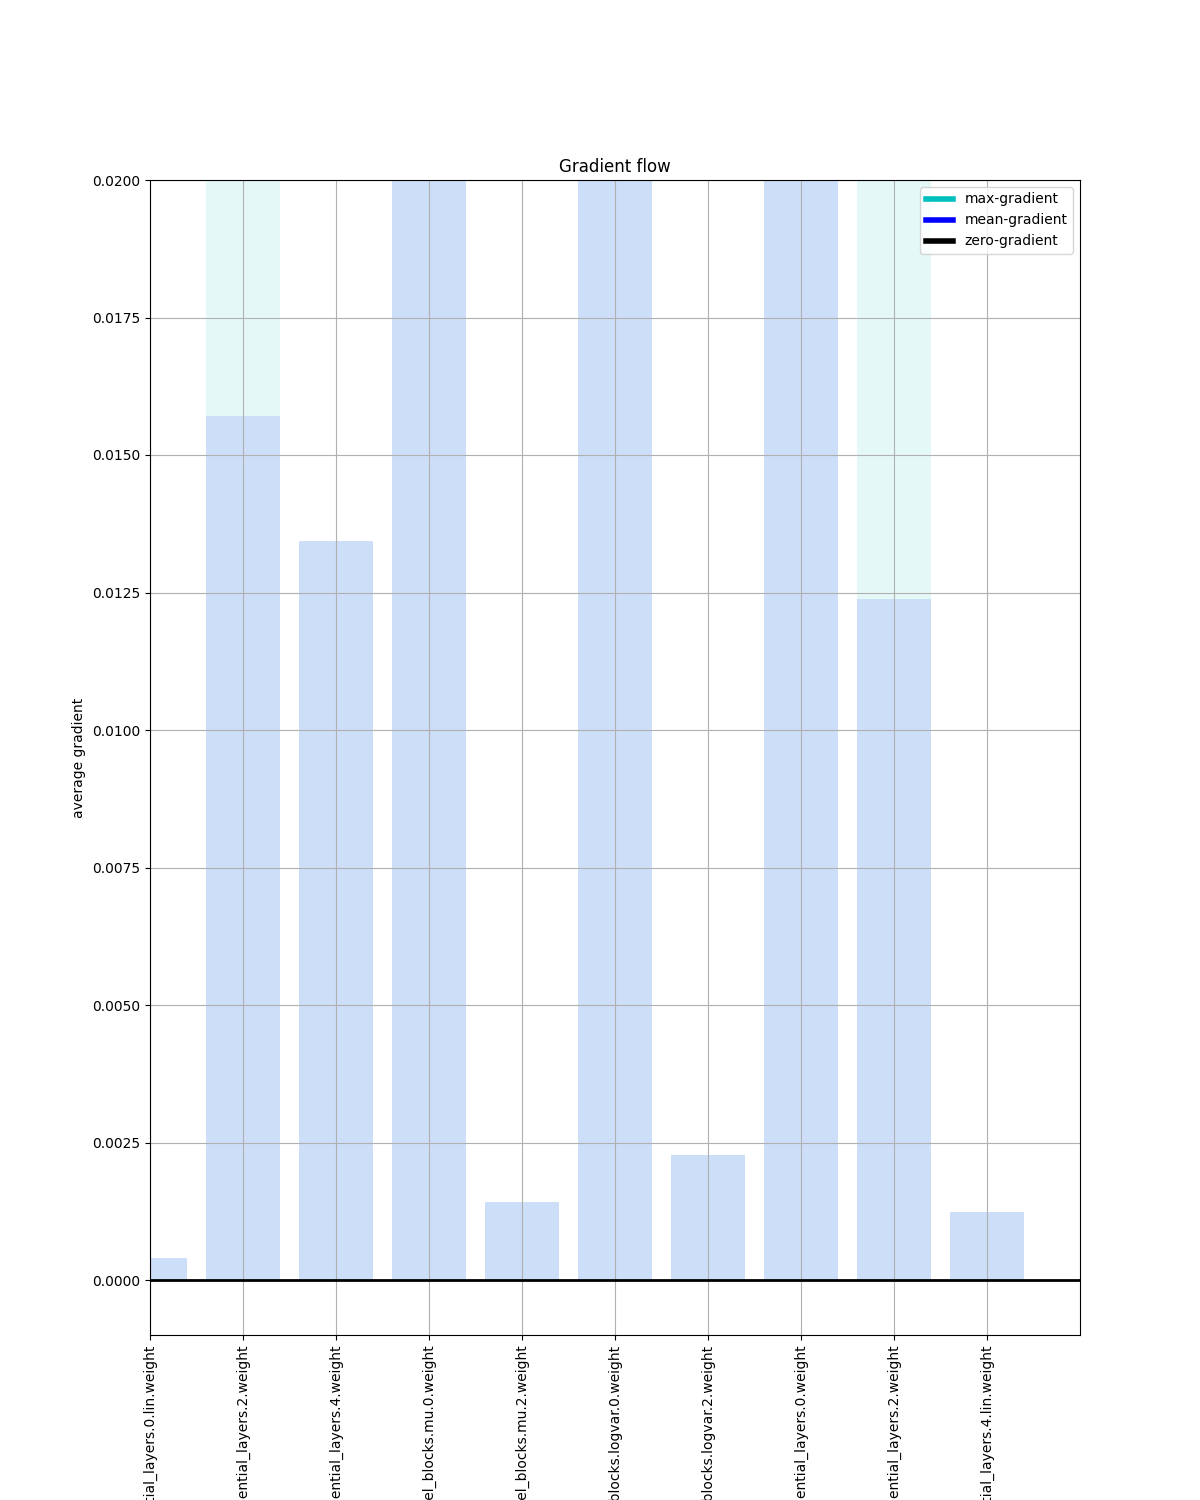 Gradient flow
max-gradient
mean-gradient
zero-gradient
0.0200
0.0175
0.0150
0.0125
0.0100
0.0075
0.0050
0.0025
0.0000
average gradient
tial_layers.0.lin.weight
ential_layers.2.weight
ential_layers.4.weight
el_blocks.mu.0.weight
el_blocks.mu.2.weight
blocks.logvar.0.weight
blocks.logvar.2.weight
ential_layers.0.weight
ential_layers.2.weight
tial_layers.4.lin.weight